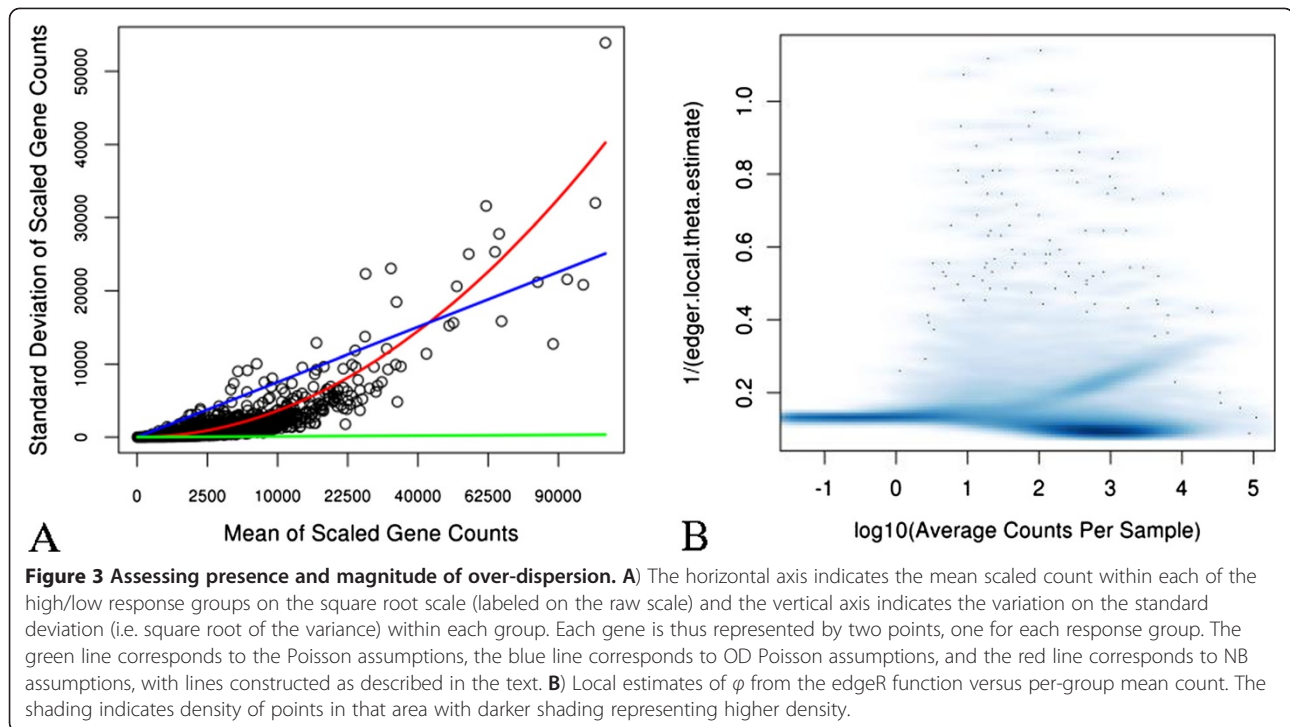 Standard Deviation of Scaled Gene Counts
50000
40000
30000
20000
10000
0
0 2500 10000 22500 40000 62500 90000
Mean of Scaled Gene Counts
A
1/(edger.local.theta.estimate)
1.0
0.8
0.6
0.4
0.2
-1 0 1 2 3 4 5
log10(Average Counts Per Sample)
B
Figure 3 Assessing presence and magnitude of over-dispersion. A) The horizontal axis indicates the mean scaled count within each of the
high/low response groups on the square root scale (labeled on the raw scale) and the vertical axis indicates the variation on the standard
deviation (i.e. square root of the variance) within each group. Each gene is thus represented by two points, one for each response group. The
green line corresponds to the Poisson assumptions, the blue line corresponds to OD Poisson assumptions, and the red line corresponds to NB
assumptions, with lines constructed as described in the text. B) Local estimates of φ from the edgeR function versus per-group mean count. The
shading indicates density of points in that area with darker shading representing higher density.